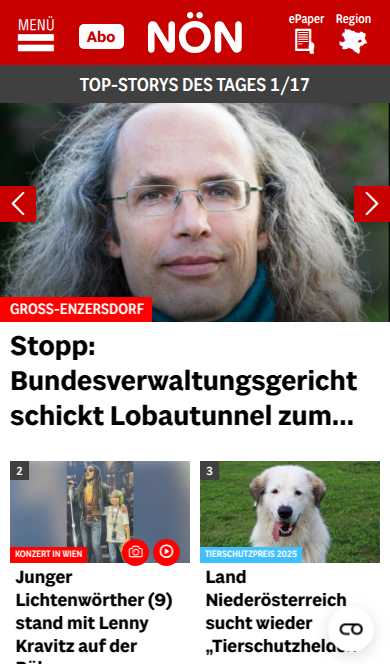 MENÜ
Abo
NÖN
ePaper
Region
TOP-STORYS DES TAGES 1/17
GROSS-ENZERSDORF
Stopp:
Bundesverwaltungsgericht
schickt Lobautunnel zum...
2
KONZERT IN WIEN
Junger
Lichtenwörther (9)
stand mit Lenny
Kravitz auf der
3
TIERSCHUTZPREIS 2025
Land
Niederösterreich
sucht wieder
„Tierschutzhelden